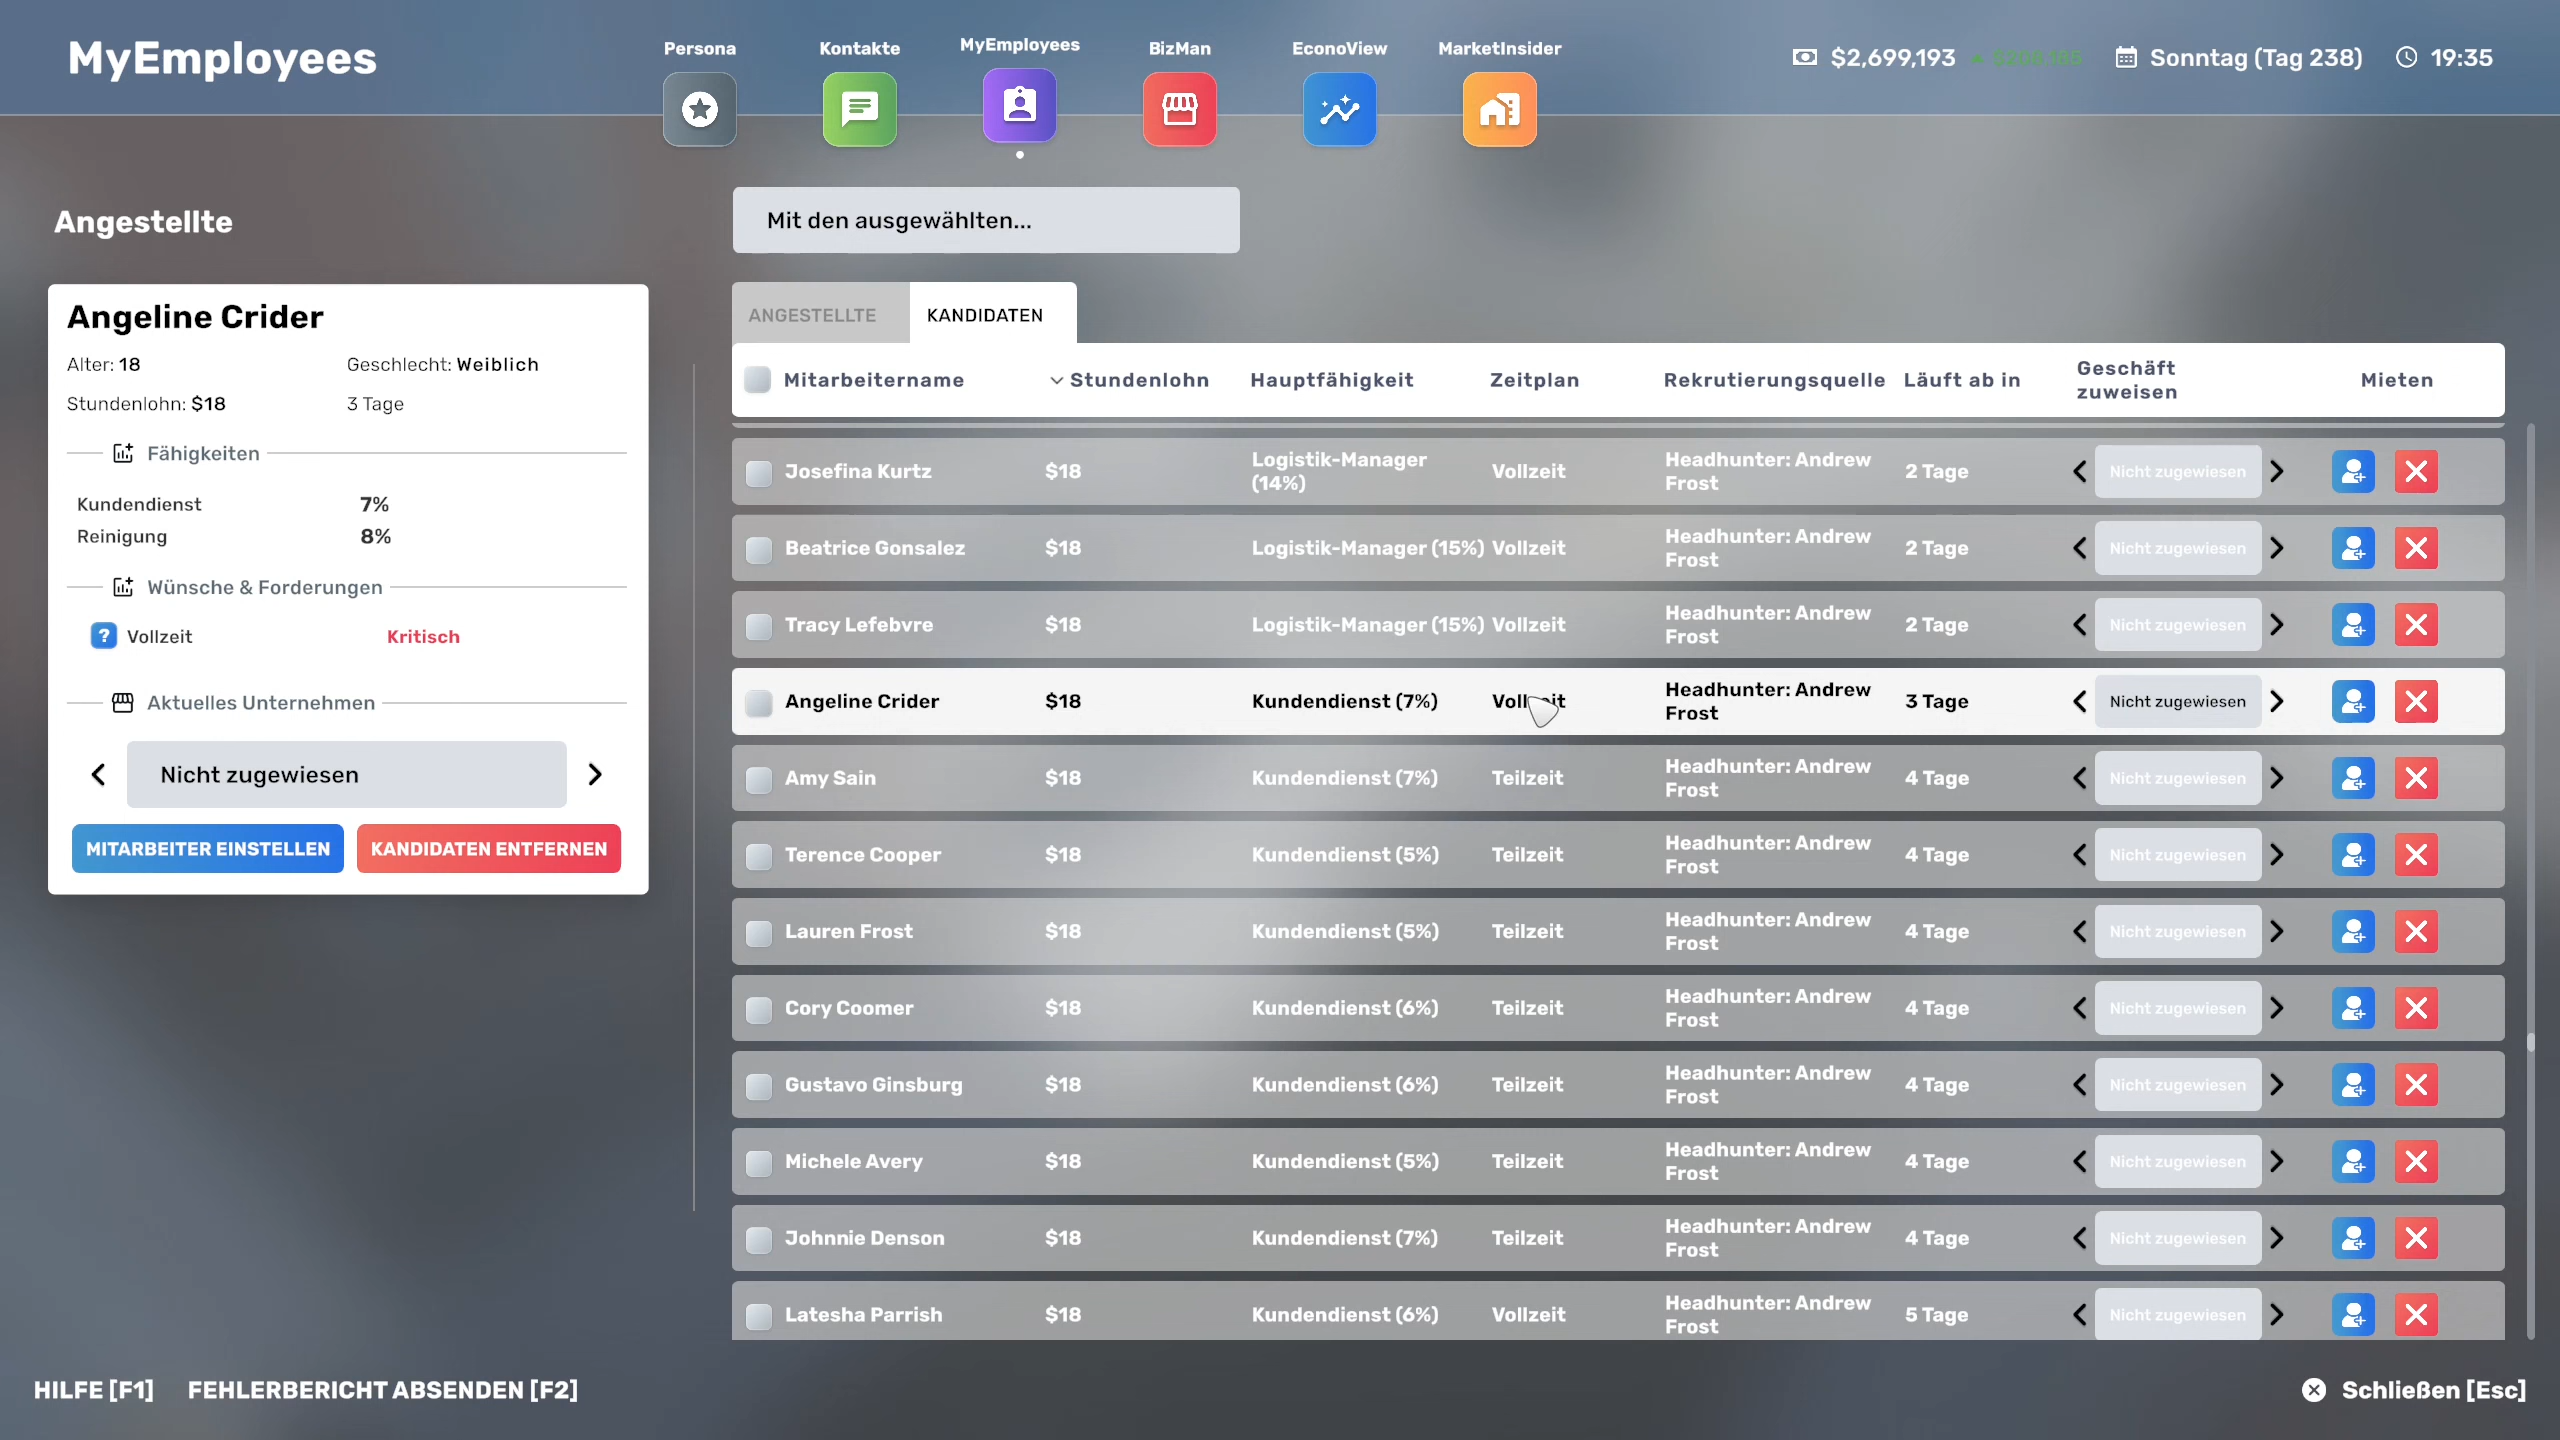 MyEmployees
Persona
Kontakte
MyEmployees
BizMan
EconoView
MarketInsider
$2,699,193
Sonntag (Tag 238)
19:35
Angestellte
Mit den ausgewählten...
Angeline Crider
Alter: 18
Geschlecht: Weiblich
Stundenlohn: $18
3 Tage
Fähigkeiten
Kundendienst 7%
Reinigung 8%
Wünsche & Forderungen
? Vollzeit Kritisch
Aktuelles Unternehmen
Nicht zugewiesen
MITARBEITER EINSTELLEN
KANDIDATEN ENTFERNEN
ANGESTELLTE
KANDIDATEN
Mitarbeitername Stundenlohn Hauptfähigkeit Zeitplan Rekrutierungsquelle Läuft ab in Geschäft zuweisen Mieten
Josefina Kurtz $18 Logistik-Manager (14%) Vollzeit Headhunter: Andrew Frost 2 Tage Nicht zugewiesen
Beatrice Gonsalez $18 Logistik-Manager (15%) Vollzeit Headhunter: Andrew Frost 2 Tage Nicht zugewiesen
Tracy Lefebvre $18 Logistik-Manager (15%) Vollzeit Headhunter: Andrew Frost 2 Tage Nicht zugewiesen
Angeline Crider $18 Kundendienst (7%) Vollzeit Headhunter: Andrew Frost 3 Tage Nicht zugewiesen
Amy Sain $18 Kundendienst (7%) Teilzeit Headhunter: Andrew Frost 4 Tage Nicht zugewiesen
Terence Cooper $18 Kundendienst (5%) Teilzeit Headhunter: Andrew Frost 4 Tage Nicht zugewiesen
Lauren Frost $18 Kundendienst (5%) Teilzeit Headhunter: Andrew Frost 4 Tage Nicht zugewiesen
Cory Coomer $18 Kundendienst (6%) Teilzeit Headhunter: Andrew Frost 4 Tage Nicht zugewiesen
Gustavo Ginsburg $18 Kundendienst (6%) Teilzeit Headhunter: Andrew Frost 4 Tage Nicht zugewiesen
Michele Avery $18 Kundendienst (5%) Teilzeit Headhunter: Andrew Frost 4 Tage Nicht zugewiesen
Johnnie Denson $18 Kundendienst (7%) Teilzeit Headhunter: Andrew Frost 4 Tage Nicht zugewiesen
Latesha Parrish $18 Kundendienst (6%) Vollzeit Headhunter: Andrew Frost 5 Tage Nicht zugewiesen
HILFE [F1]
FEHLERBERICHT ABSENDEN [F2]
Schließen [Esc]